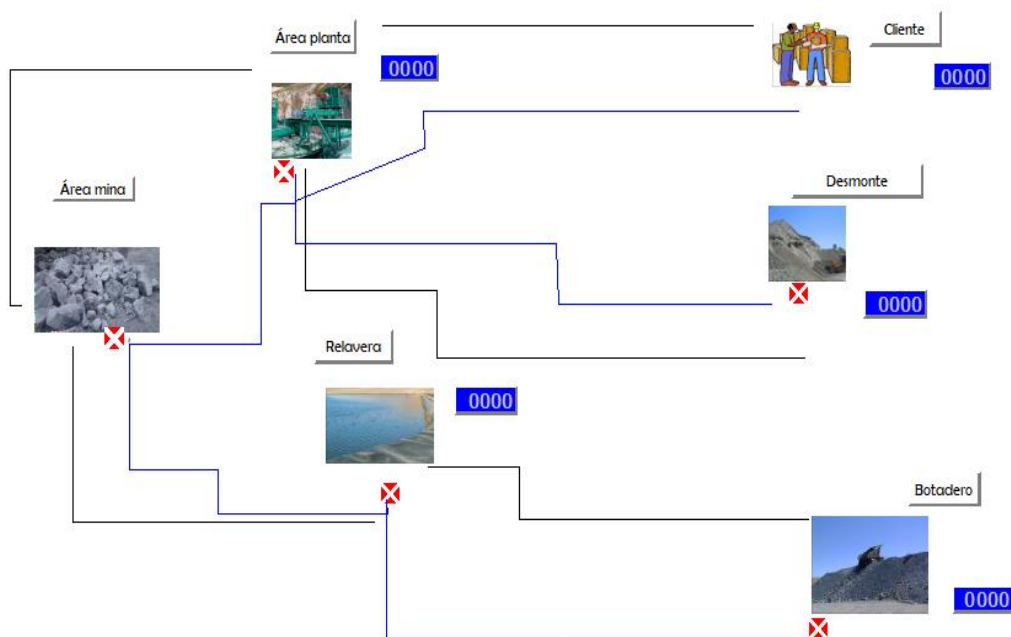 Área planta
0000
Cliente
0000
Área mina
Desmonte
0000
Relavera
0000
Botadero
0000